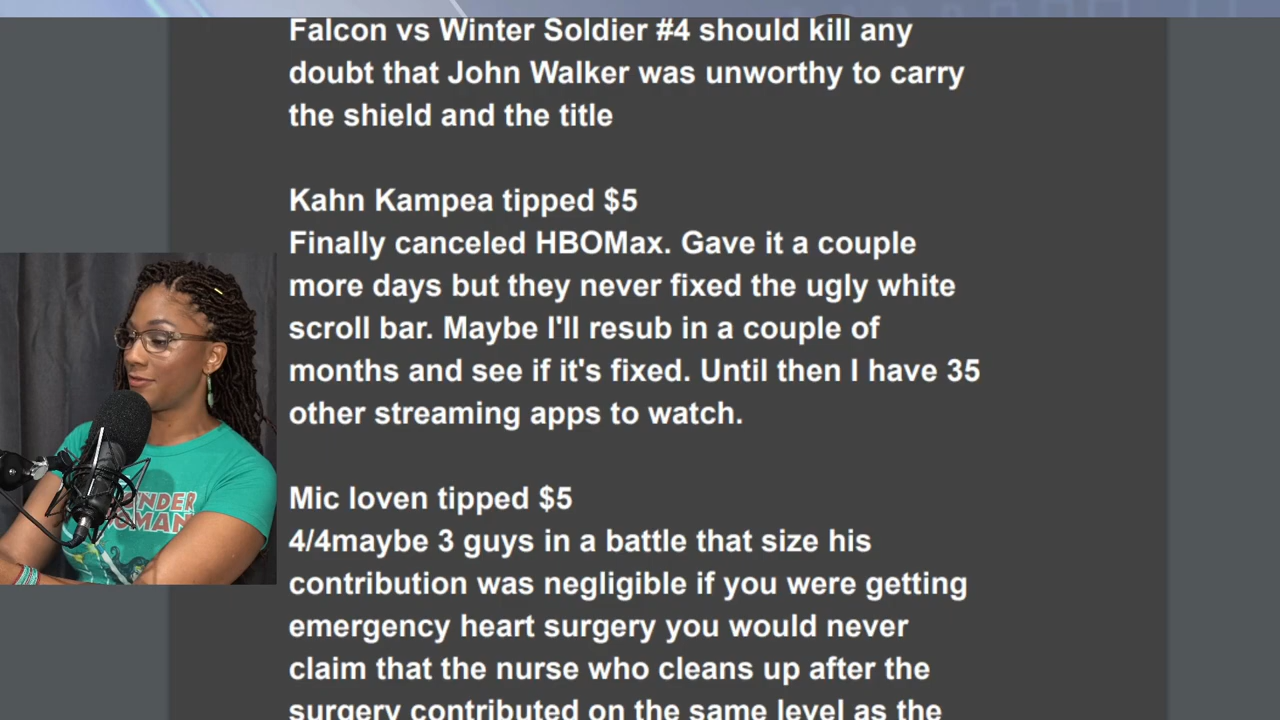 Falcon vs Winter Soldier #4 should kill any
doubt that John Walker was unworthy to carry
the shield and the title
Kahn Kampea tipped $5
Finally canceled HBOMax. Gave it a couple
more days but they never fixed the ugly white
scroll bar. Maybe I'll resub in a couple of
months and see if it's fixed. Until then I have 35
other streaming apps to watch.
Mic loven tipped $5
4/4maybe 3 guys in a battle that size his
contribution was negligible if you were getting
emergency heart surgery you would never
claim that the nurse who cleans up after the
surgery contributed on the same level as the
WOMAN